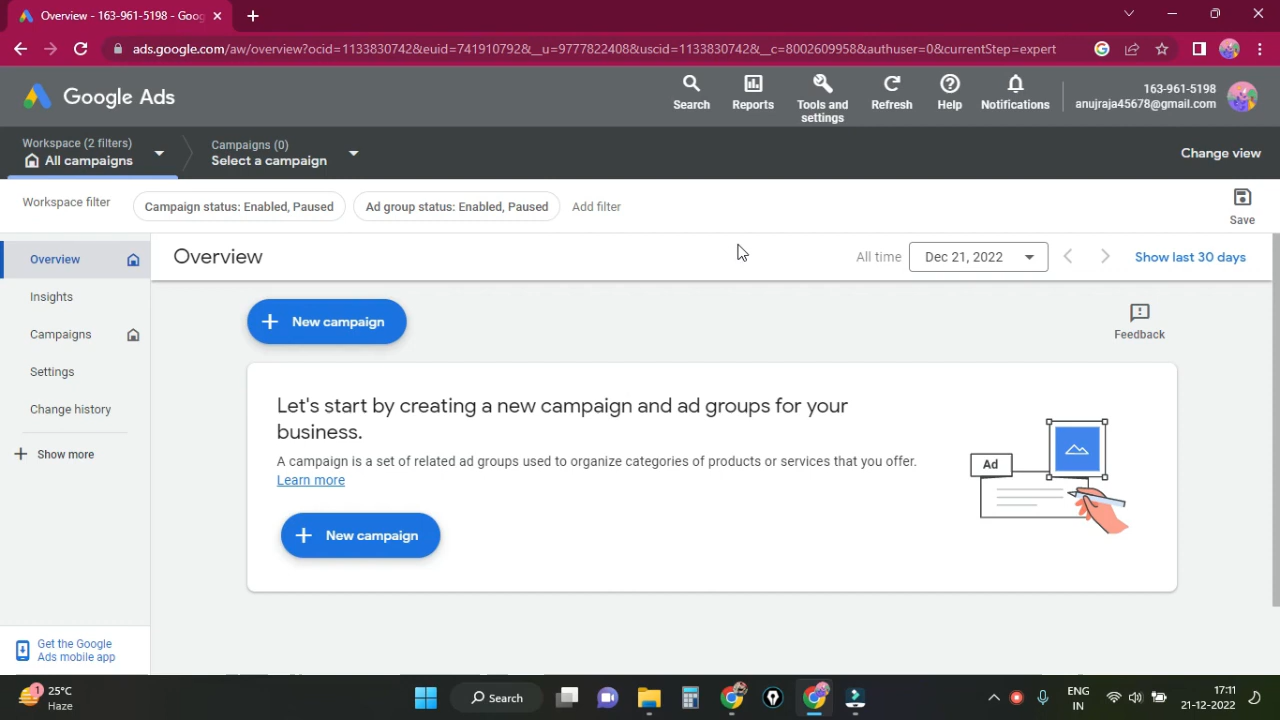 Overview - 163-961-5198 - Goog
ads.google.com/aw/overview?ocid=1133830742&euid=741910792&__u=9777822408&uscid=1133830742&__c=8002609958&authuser=0&currentStep=expert
Google Ads
Search
Reports
Tools and
settings
Refresh
Help
Notifications
163-961-5198
anujraja45678@gmail.com
Workspace (2 filters)
All campaigns
Campaigns (0)
Select a campaign
Change view
Workspace filter
Campaign status: Enabled, Paused
Ad group status: Enabled, Paused
Add filter
Save
Overview
Insights
Campaigns
Settings
Change history
Show more
Get the Google
Ads mobile app
Overview
All time
Dec 21, 2022
Show last 30 days
New campaign
Feedback
Let's start by creating a new campaign and ad groups for your
business.
A campaign is a set of related ad groups used to organize categories of products or services that you offer.
Learn more
New campaign
Ad
1
25°C
Haze
Search
ENG
IN
17:11
21-12-2022